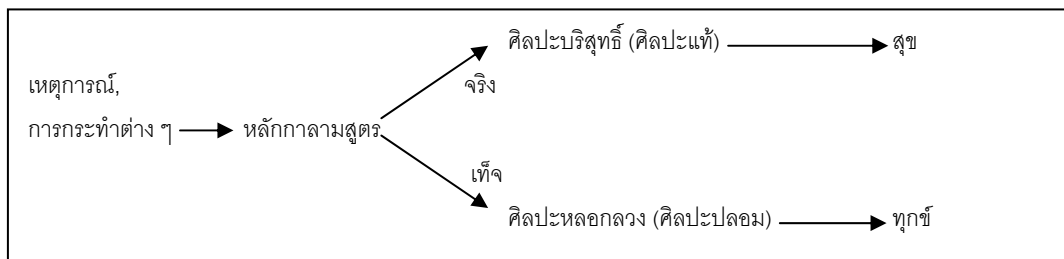 ศิลปะบริสุทธิ์ (ศิลปะแท้) สุข
เหตุการณ์,
จริง
การกระทำต่าง ๆ หลักกาลามสูตร
เท็จ
ศิลปะหลอกลวง (ศิลปะปลอม) ทุกข์